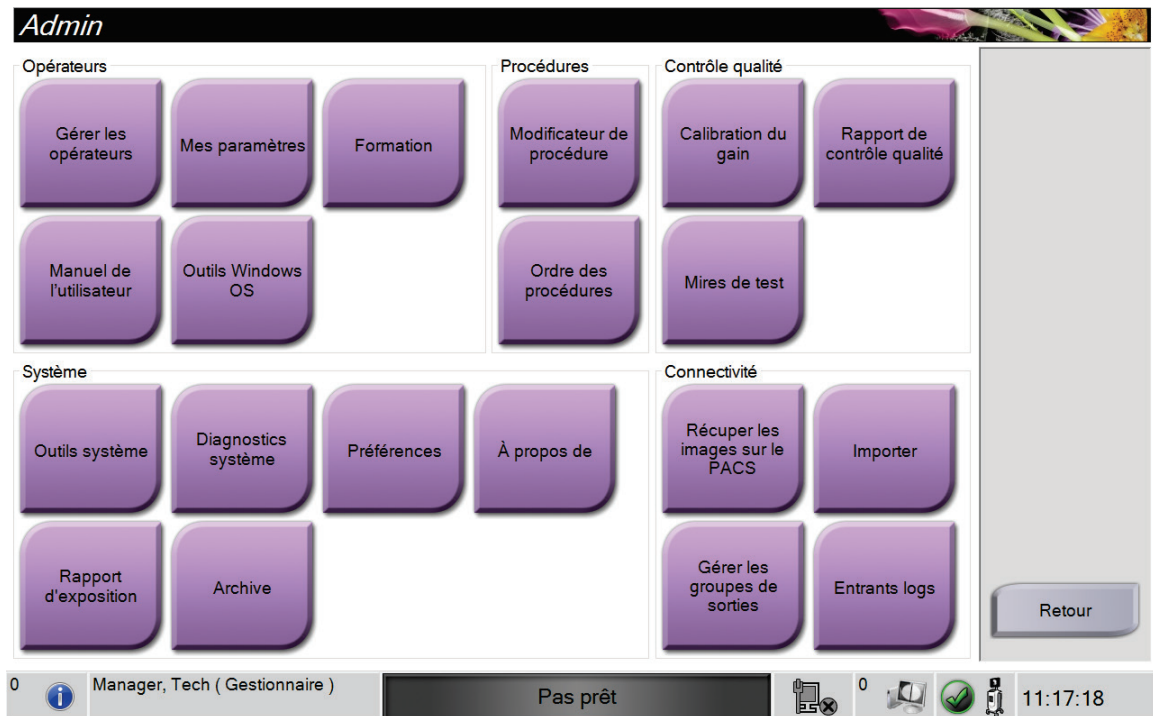 Admin
Opérateurs
Gérer les
opérateurs
Mes paramètres
Formation
Manuel de
l'utilisateur
Outils Windows
OS
Procédures
Modificateur de
procédure
Ordre des
procédures
Contrôle qualité
Calibration du
gain
Rapport de
contrôle qualité
Mires de test
Système
Outils système
Diagnostics
système
Préférences
À propos de
Rapport
d'exposition
Archive
Connectivité
Récuper les
images sur le
PACS
Importer
Gérer les
groupes de
sorties
Entrants logs
Retour
0
Manager, Tech ( Gestionnaire )
Pas prêt
0
11:17:18